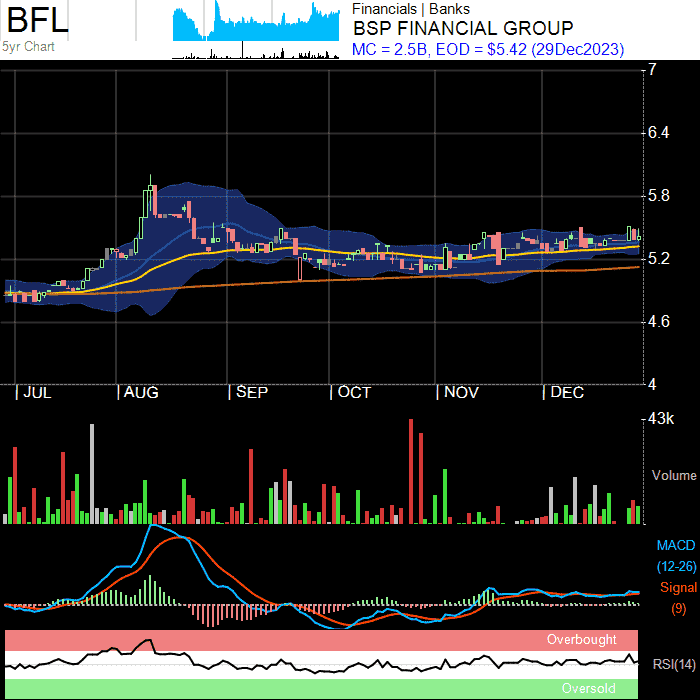 BFL
5yr Chart
Financials | Banks
BSP FINANCIAL GROUP
MC = 2.5B, EOD = $5.42 (29Dec2023)
7
6.4
5.8
5.2
4.6
4
JUL AUG SEP OCT NOV DEC
43k
Volume
MACD
(12-26)
Signal
(9)
Overbought
RSI(14)
Oversold